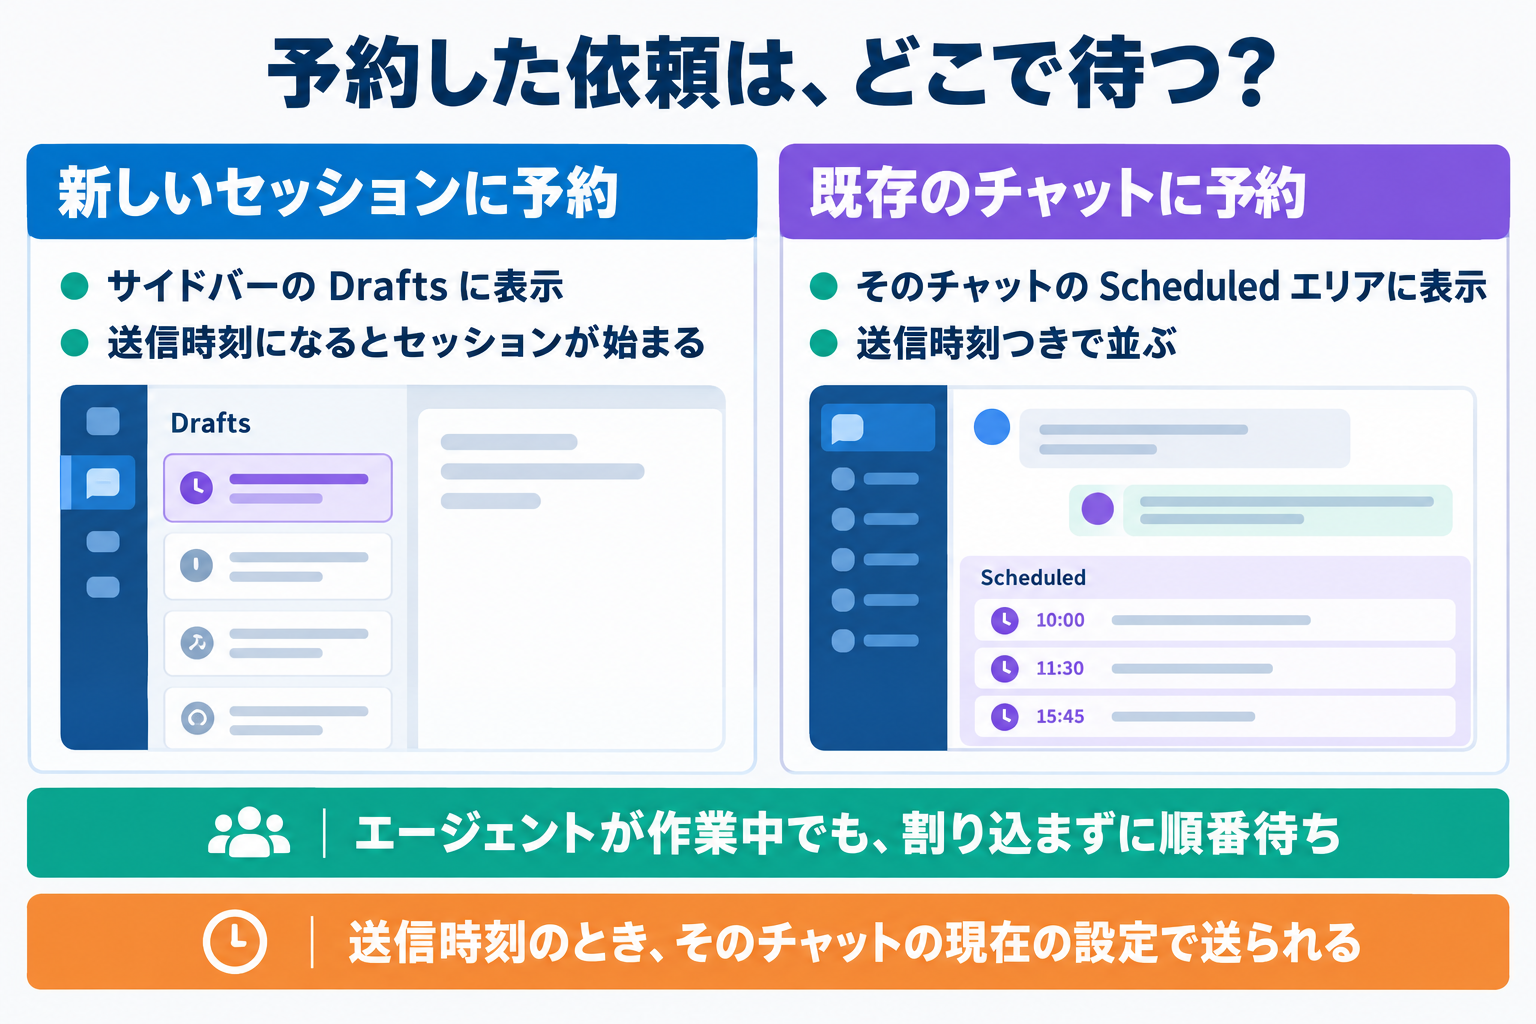 予約した依頼は、どこで待つ？
新しいセッションに予約
サイドバーの Drafts に表示
送信時刻になるとセッションが始まる
Drafts
既存のチャットに予約
そのチャットの Scheduled エリアに表示
送信時刻つきで並ぶ
Scheduled
10:00
11:30
15:45
エージェントが作業中でも、割り込まずに順番待ち
送信時刻のとき、そのチャットの現在の設定で送られる